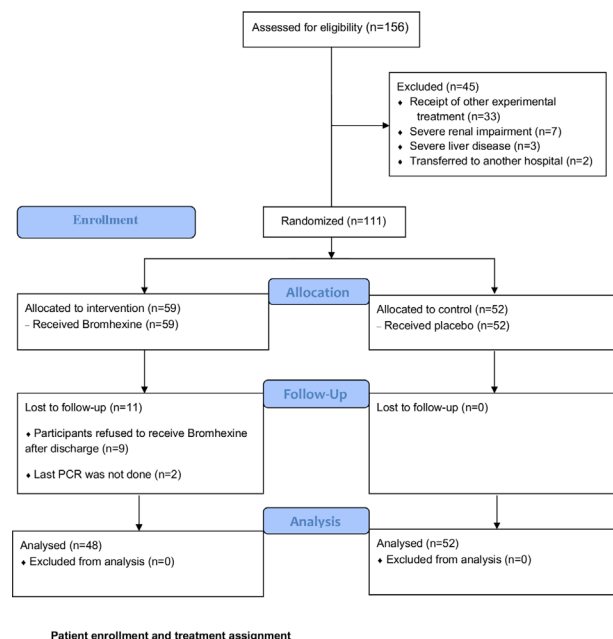 Assessed for eligibility (n=156)
Excluded (n=45)
♦ Receipt of other experimental
treatment (n=33)
♦ Severe renal impairment (n=7)
♦ Severe liver disease (n=3)
♦ Transferred to another hospital (n=2)
Enrollment
Randomized (n=111)
Allocation
Allocated to intervention (n=59)
– Received Bromhexine (n=59)
Allocated to control (n=52)
– Received placebo (n=52)
Follow-Up
Lost to follow-up (n=11)
♦ Participants refused to receive Bromhexine
after discharge (n=9)
♦ Last PCR was not done (n=2)
Lost to follow-up (n=0)
Analysis
Analysed (n=48)
♦ Excluded from analysis (n=0)
Analysed (n=52)
♦ Excluded from analysis (n=0)
Patient enrollment and treatment assignment